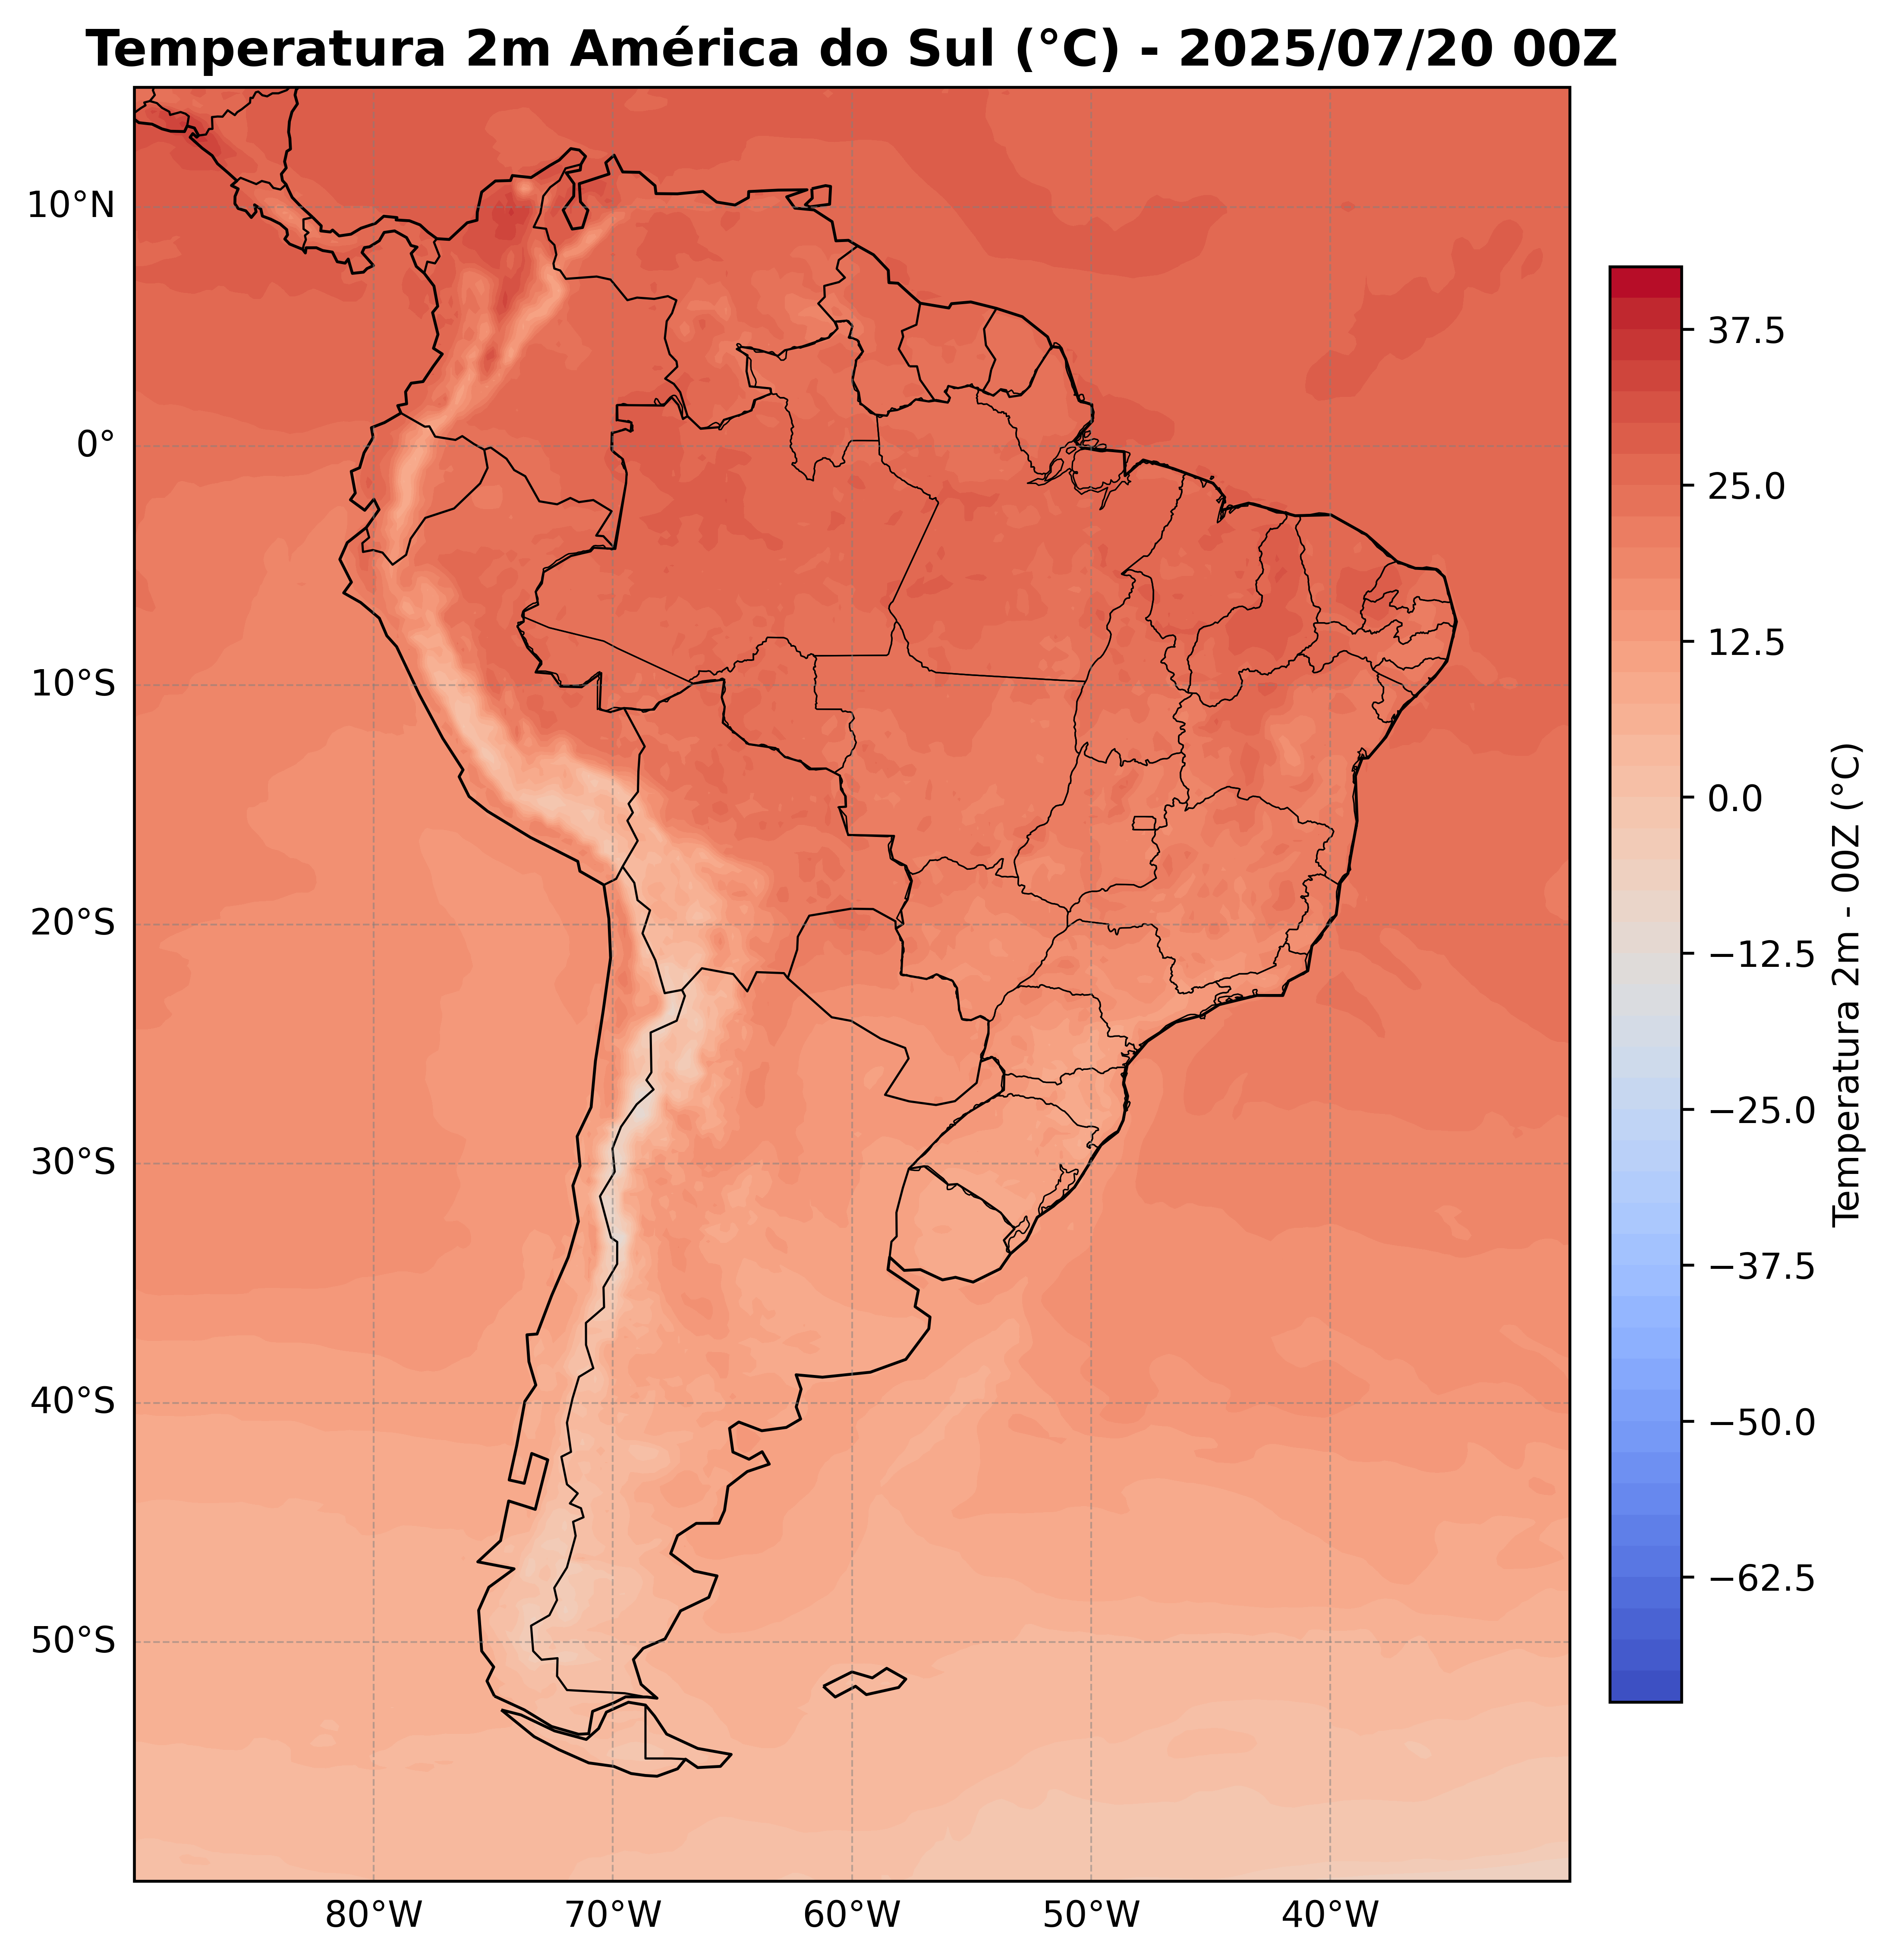 Temperatura 2m América do Sul (°C) - 2025/07/20 00Z
10°N
0°
10°S
20°S
30°S
40°S
50°S
80°W
70°W
60°W
50°W
40°W
37.5
25.0
12.5
0.0
−12.5
−25.0
−37.5
−50.0
−62.5
Temperatura 2m - 00Z (°C)